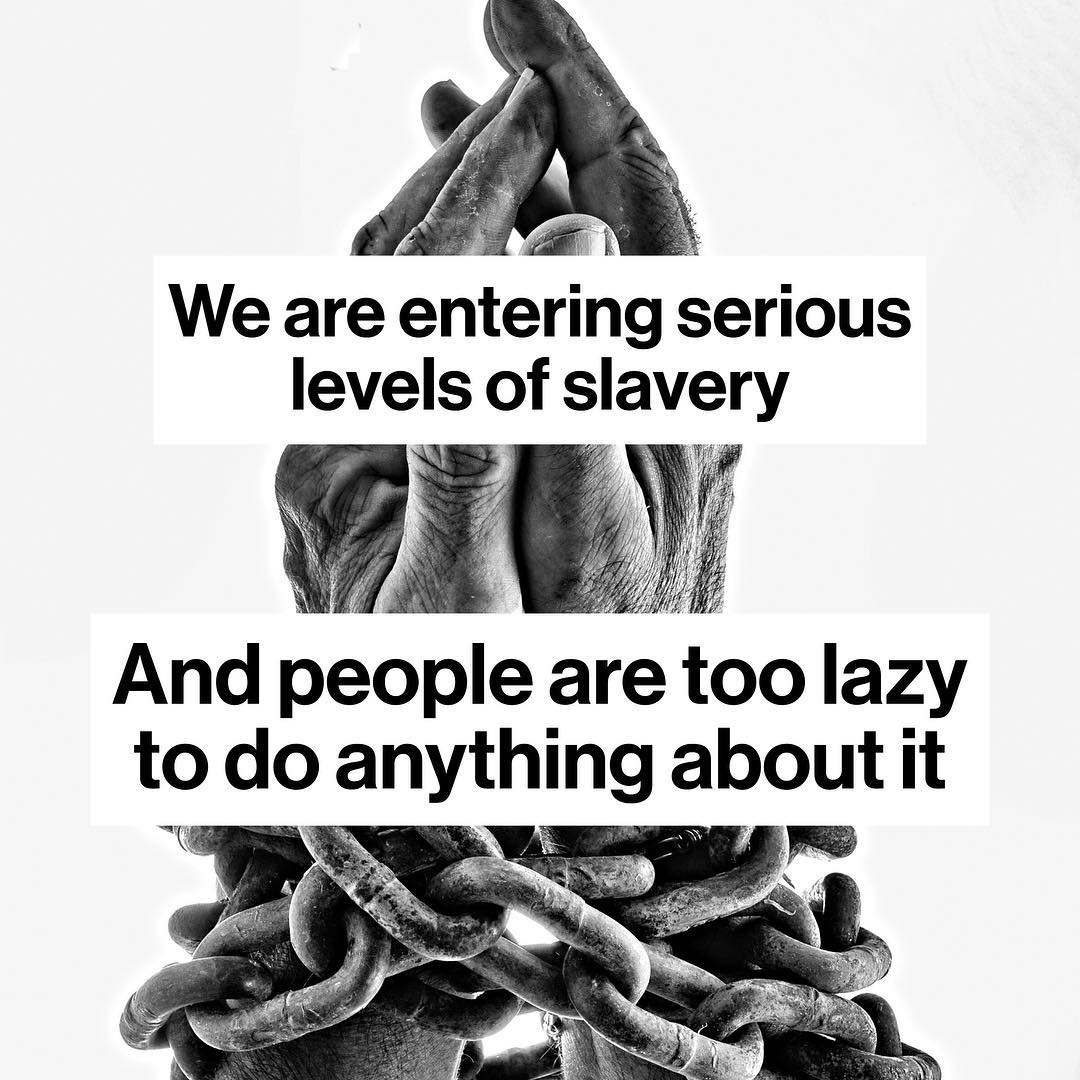 We are entering serious
levels of slavery
And people are too lazy
to do anything about it